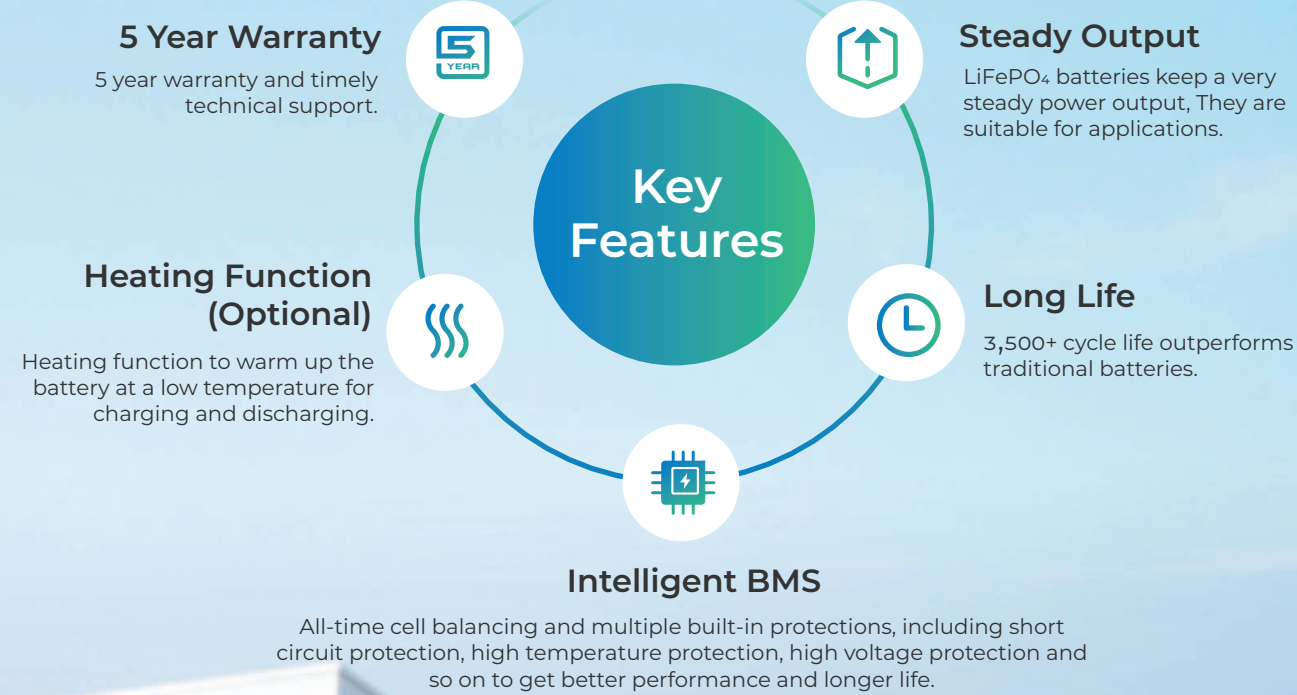 5 Year Warranty
5 year warranty and timely
technical support.
5
YEAR
Steady Output
LiFePO₄ batteries keep a very
steady power output, They are
suitable for applications.
Key
Features
Heating Function
(Optional)
Heating function to warm up the
battery at a low temperature for
charging and discharging.
Long Life
3,500+ cycle life outperforms
traditional batteries.
Intelligent BMS
All-time cell balancing and multiple built-in protections, including short
circuit protection, high temperature protection, high voltage protection and
so on to get better performance and longer life.